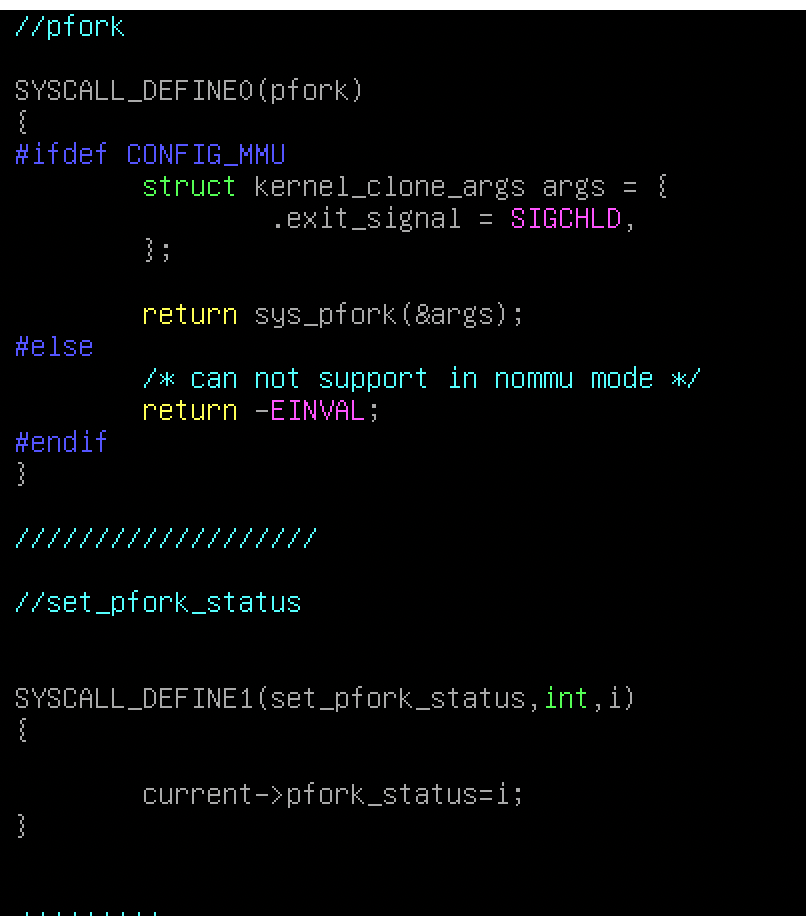 //pfork
SYSCALL_DEFINE0(pfork)
{
#ifdef CONFIG_MMU
struct kernel_clone_args args = {
.exit_signal = SIGCHLD,
};
return sys_pfork(&args);
#else
/* can not support in nommu mode */
return -EINVAL;
#endif
}
///////////////////
//set_pfork_status
SYSCALL_DEFINE1(set_pfork_status,int,i)
{
current->pfork_status=i;
}